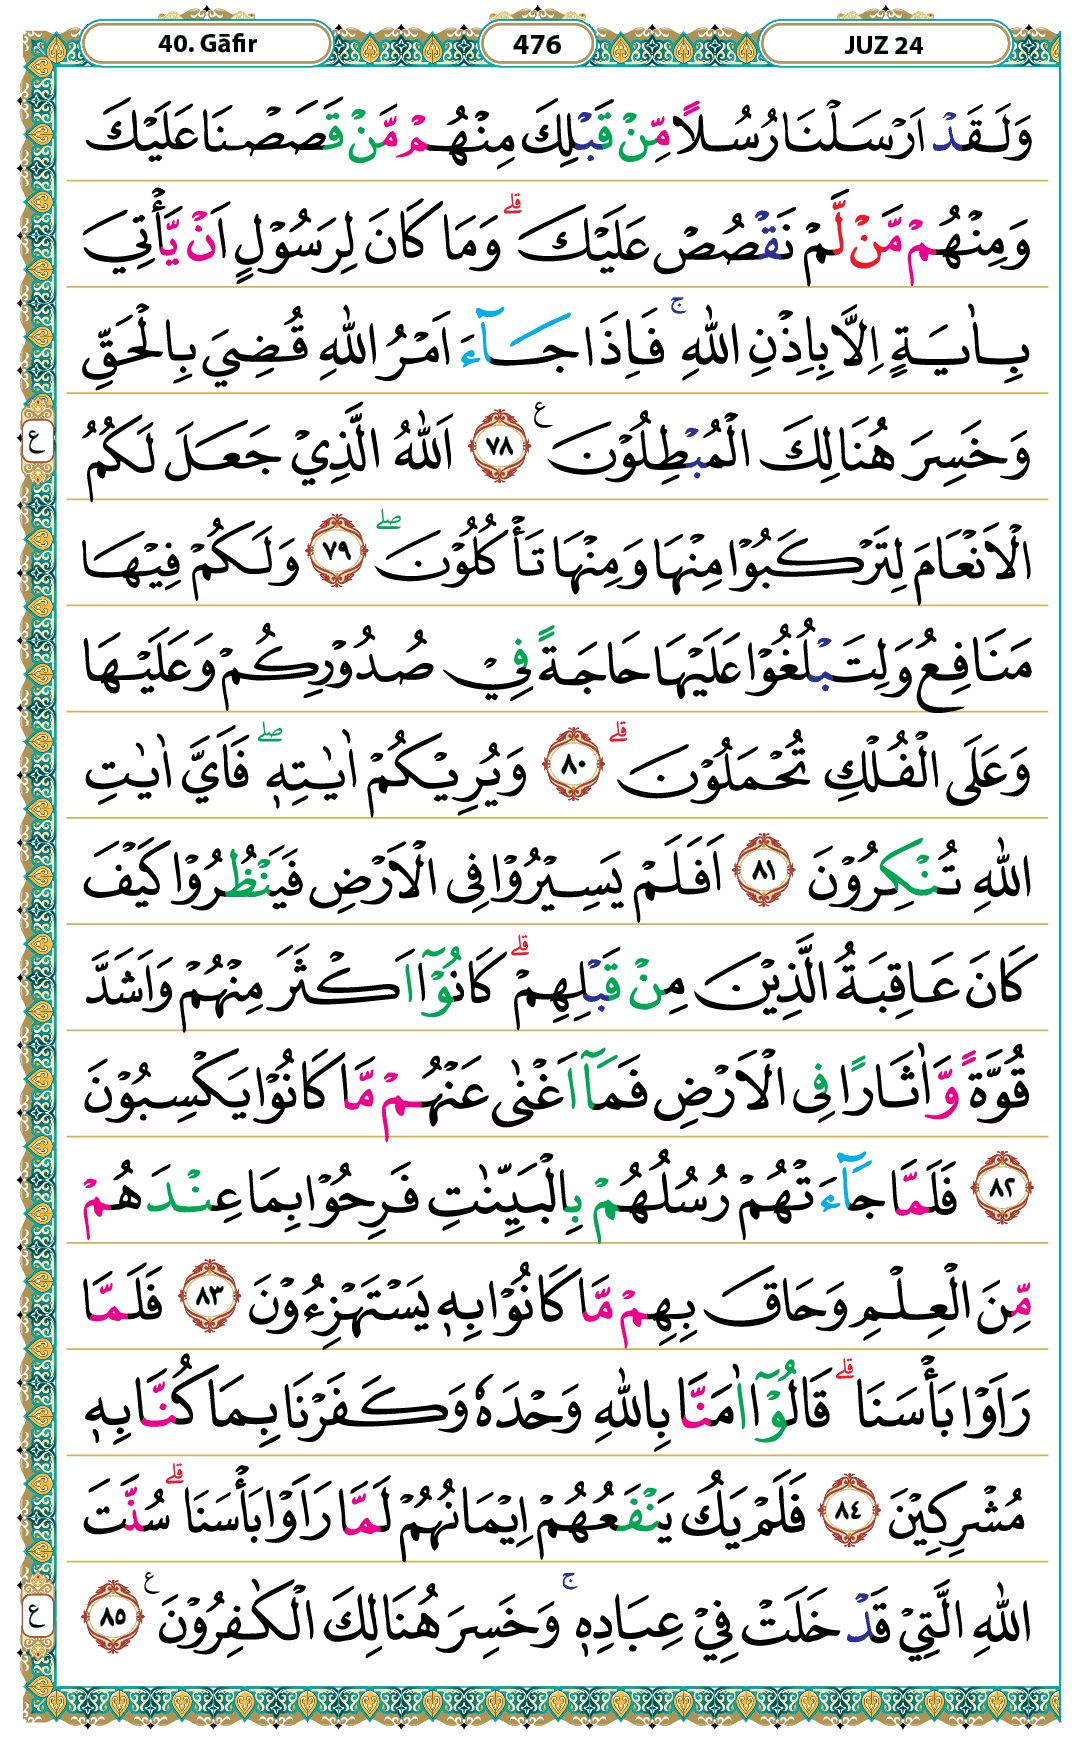 40. Gāfir
476
JUZ 24
وَلَقَدْ اَرْسَلْنَا رُسُلًا مِّنْ قَبْلِكَ مِنْهُمْ مَّنْ قَصَصْنَا عَلَيْكَ
وَمِنْهُمْ مَّنْ لَّمْ نَقْصُصْ عَلَيْكَ ۗ وَمَا كَانَ لِرَسُوْلٍ اَنْ يَّأْتِيَ
بِاٰيَةٍ اِلَّا بِاِذْنِ اللّٰهِ ۚ فَاِذَا جَاۤءَ اَمْرُ اللّٰهِ قُضِيَ بِالْحَقِّ
ع
وَخَسِرَ هُنَالِكَ الْمُبْطِلُوْنَ ع ٧٨ اَللّٰهُ الَّذِيْ جَعَلَ لَكُمُ
الْاَنْعَامَ لِتَرْكَبُوْا مِنْهَا وَمِنْهَا تَأْكُلُوْنَ ۖ ٧٩ وَلَكُمْ فِيْهَا
مَنَافِعُ وَلِتَبْلُغُوْا عَلَيْهَا حَاجَةً فِيْ صُدُوْرِكُمْ وَعَلَيْهَا
وَعَلَى الْفُلْكِ تُحْمَلُوْنَ ۗ ٨٠ وَيُرِيْكُمْ اٰيٰتِهٖ ۖ فَاَيَّ اٰيٰتِ
اللّٰهِ تُنْكِرُوْنَ ٨١ اَفَلَمْ يَسِيْرُوْا فِى الْاَرْضِ فَيَنْظُرُوْا كَيْفَ
كَانَ عَاقِبَةُ الَّذِيْنَ مِنْ قَبْلِهِمْ ۗ كَانُوْٓا اَكْثَرَ مِنْهُمْ وَاَشَدَّ
قُوَّةً وَّاٰثَارًا فِى الْاَرْضِ فَمَآ اَغْنٰى عَنْهُمْ مَّا كَانُوْا يَكْسِبُوْنَ
٨٢ فَلَمَّا جَاۤءَتْهُمْ رُسُلُهُمْ بِالْبَيِّنٰتِ فَرِحُوْا بِمَا عِنْدَهُمْ
مِّنَ الْعِلْمِ وَحَاقَ بِهِمْ مَّا كَانُوْا بِهٖ يَسْتَهْزِءُوْنَ ٨٣ فَلَمَّا
رَاَوْا بَأْسَنَا ۗ قَالُوْٓا اٰمَنَّا بِاللّٰهِ وَحْدَهٗ وَكَفَرْنَا بِمَا كُنَّا بِهٖ
مُشْرِكِيْنَ ٨٤ فَلَمْ يَكُ يَنْفَعُهُمْ اِيْمَانُهُمْ لَمَّا رَاَوْا بَأْسَنَا ۗ سُنَّتَ
ع
اللّٰهِ الَّتِيْ قَدْ خَلَتْ فِيْ عِبَادِهٖ ۚ وَخَسِرَ هُنَالِكَ الْكٰفِرُوْنَ ع ٨٥